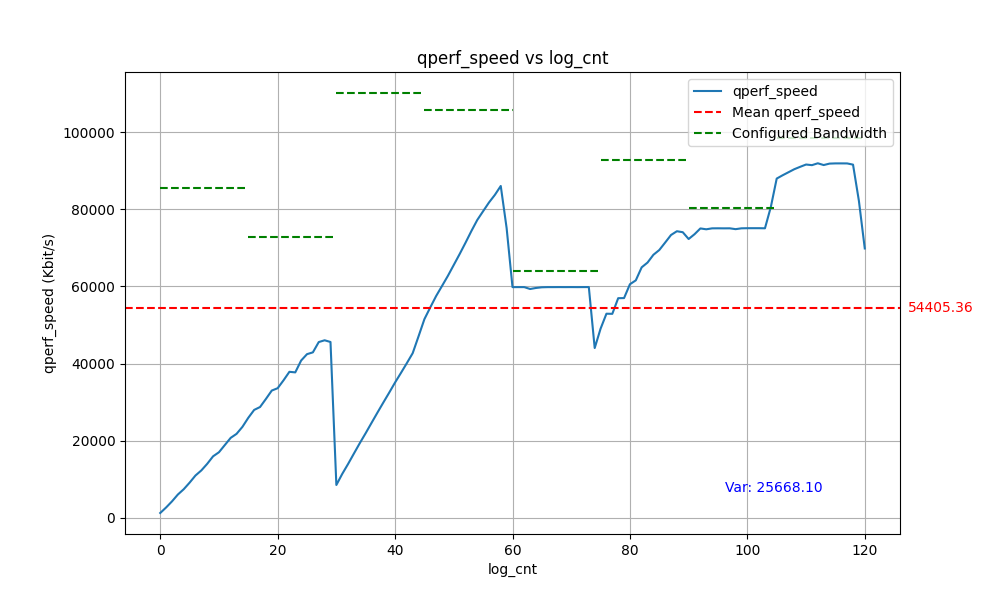 qperf_speed vs log_cnt
qperf_speed
Mean qperf_speed
Configured Bandwidth
qperf_speed (Kbit/s)
100000
80000
60000
40000
20000
0
54405.36
Var: 25668.10
0
20
40
60
80
100
120
log_cnt